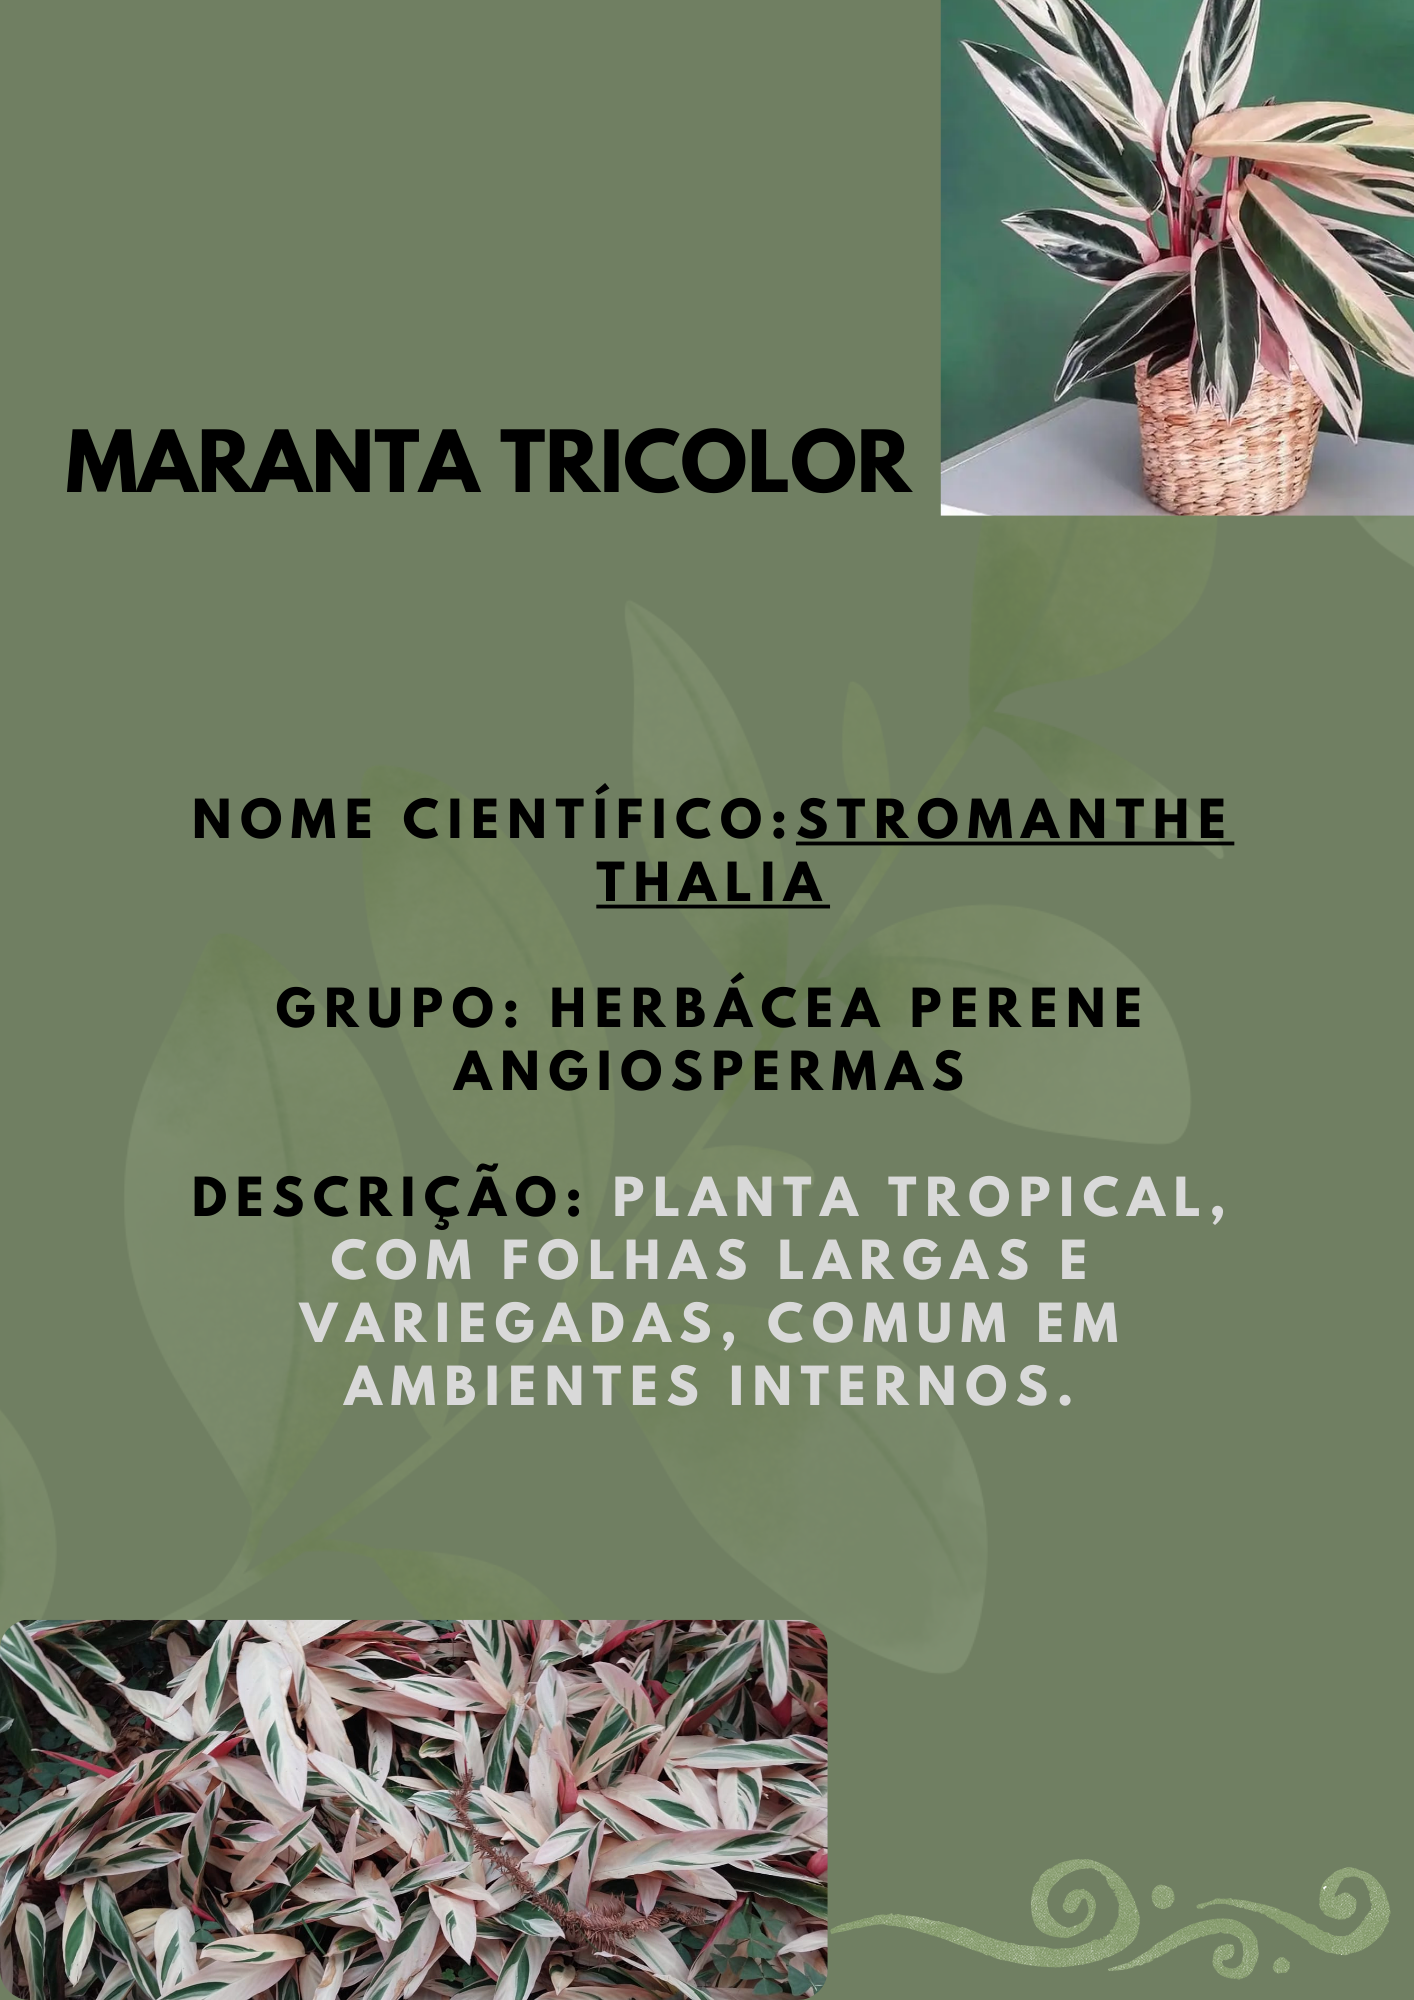 MARANTA TRICOLOR
NOME CIENTÍFICO:STROMANTHE
THALIA
GRUPO: HERBÁCEA PERENE
ANGIOSPERMAS
DESCRIÇÃO: PLANTA TROPICAL,
COM FOLHAS LARGAS E
VARIEGADAS, COMUM EM
AMBIENTES INTERNOS.